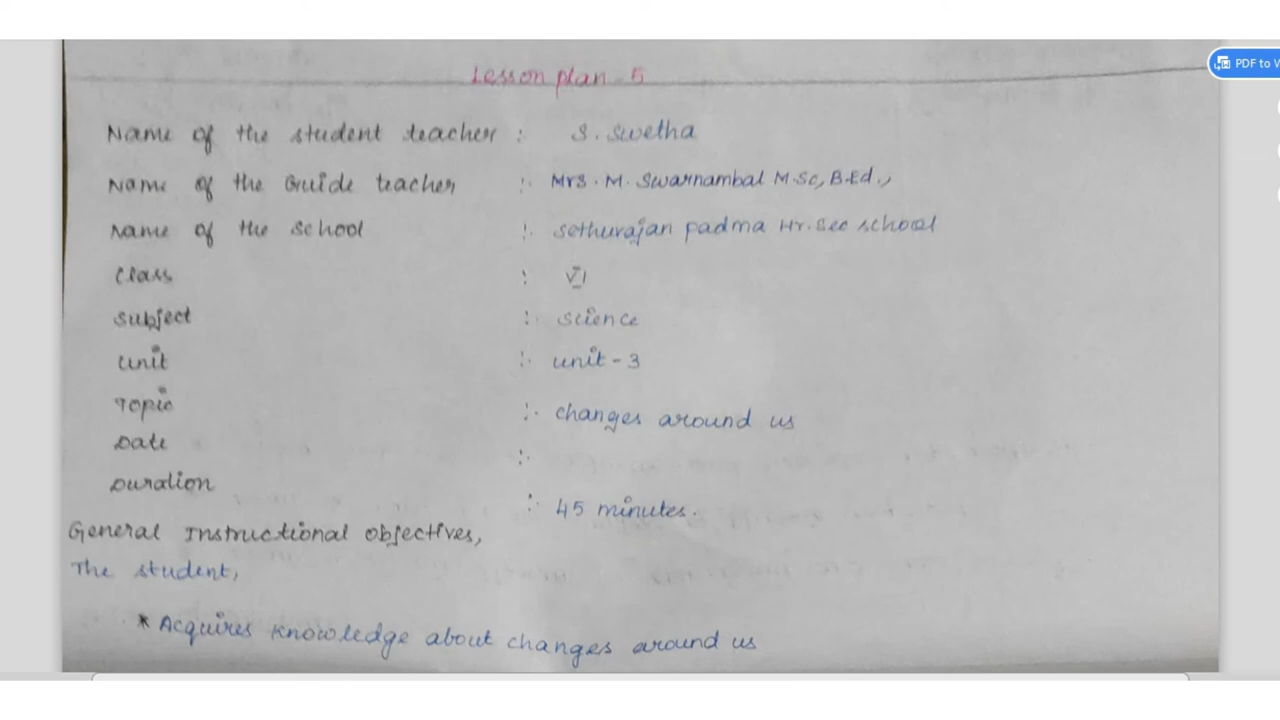 Lesson plan - 5
PDF to
Name of the student teacher : S. Swetha
Name of the Guide teacher : Mrs. M. Swarnambal M.Sc, B.Ed.,
Name of the School : Sethurajan padma Hr. Sec school
Class : VI
Subject : Science
Unit : unit - 3
Topic : changes around us
Date :
Duration : 45 minutes.
General Instructional objectives,
The student,
* Acquires knowledge about changes around us